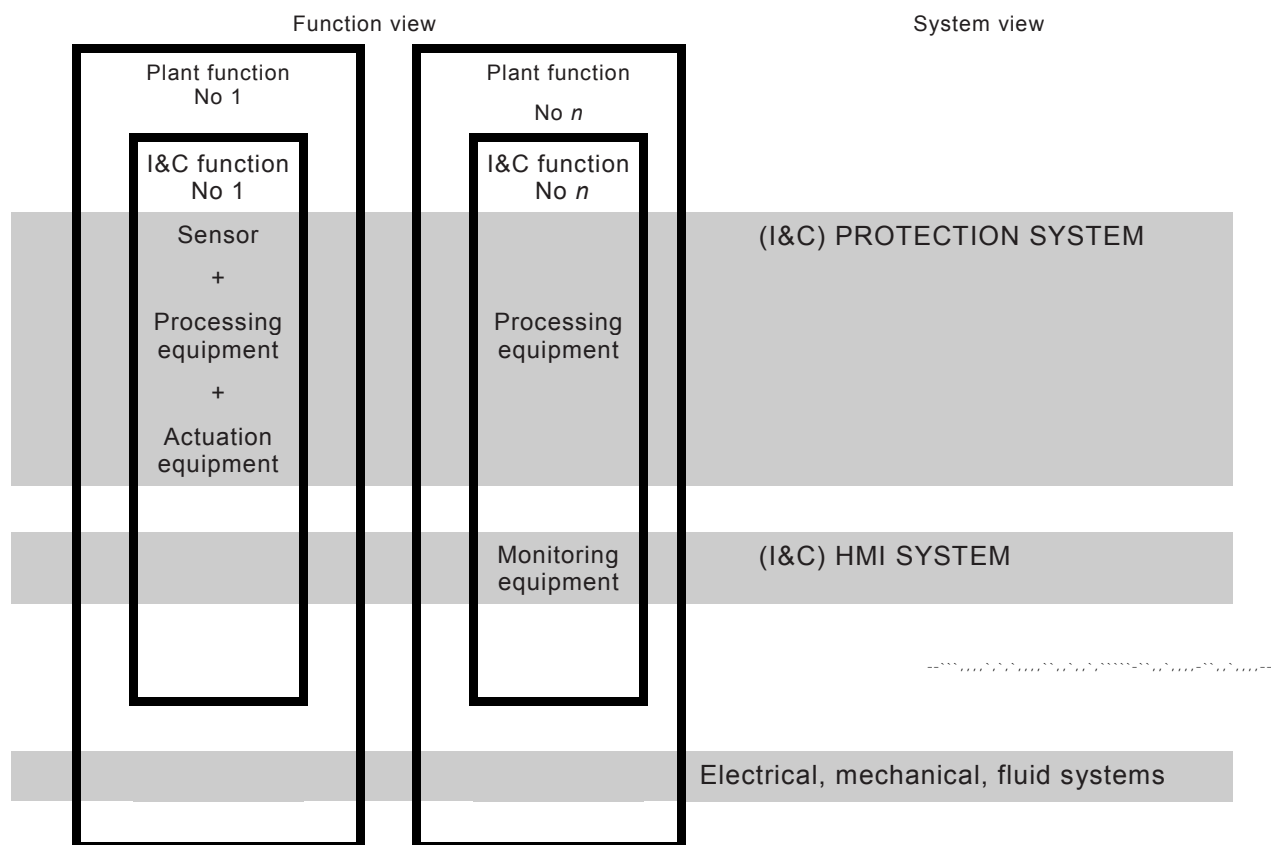 Function view
System view
Plant function
No 1
Plant function
No n
I&C function
No 1
I&C function
No n
Sensor
+
Processing
equipment
+
Actuation
equipment
Processing
equipment
(I&C) PROTECTION SYSTEM
Monitoring
equipment
(I&C) HMI SYSTEM
Electrical, mechanical, fluid systems